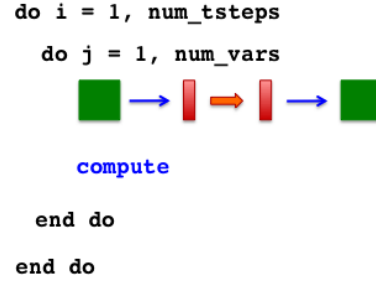 do i = 1, num_tsteps
do j = 1, num_vars
compute
end do
end do